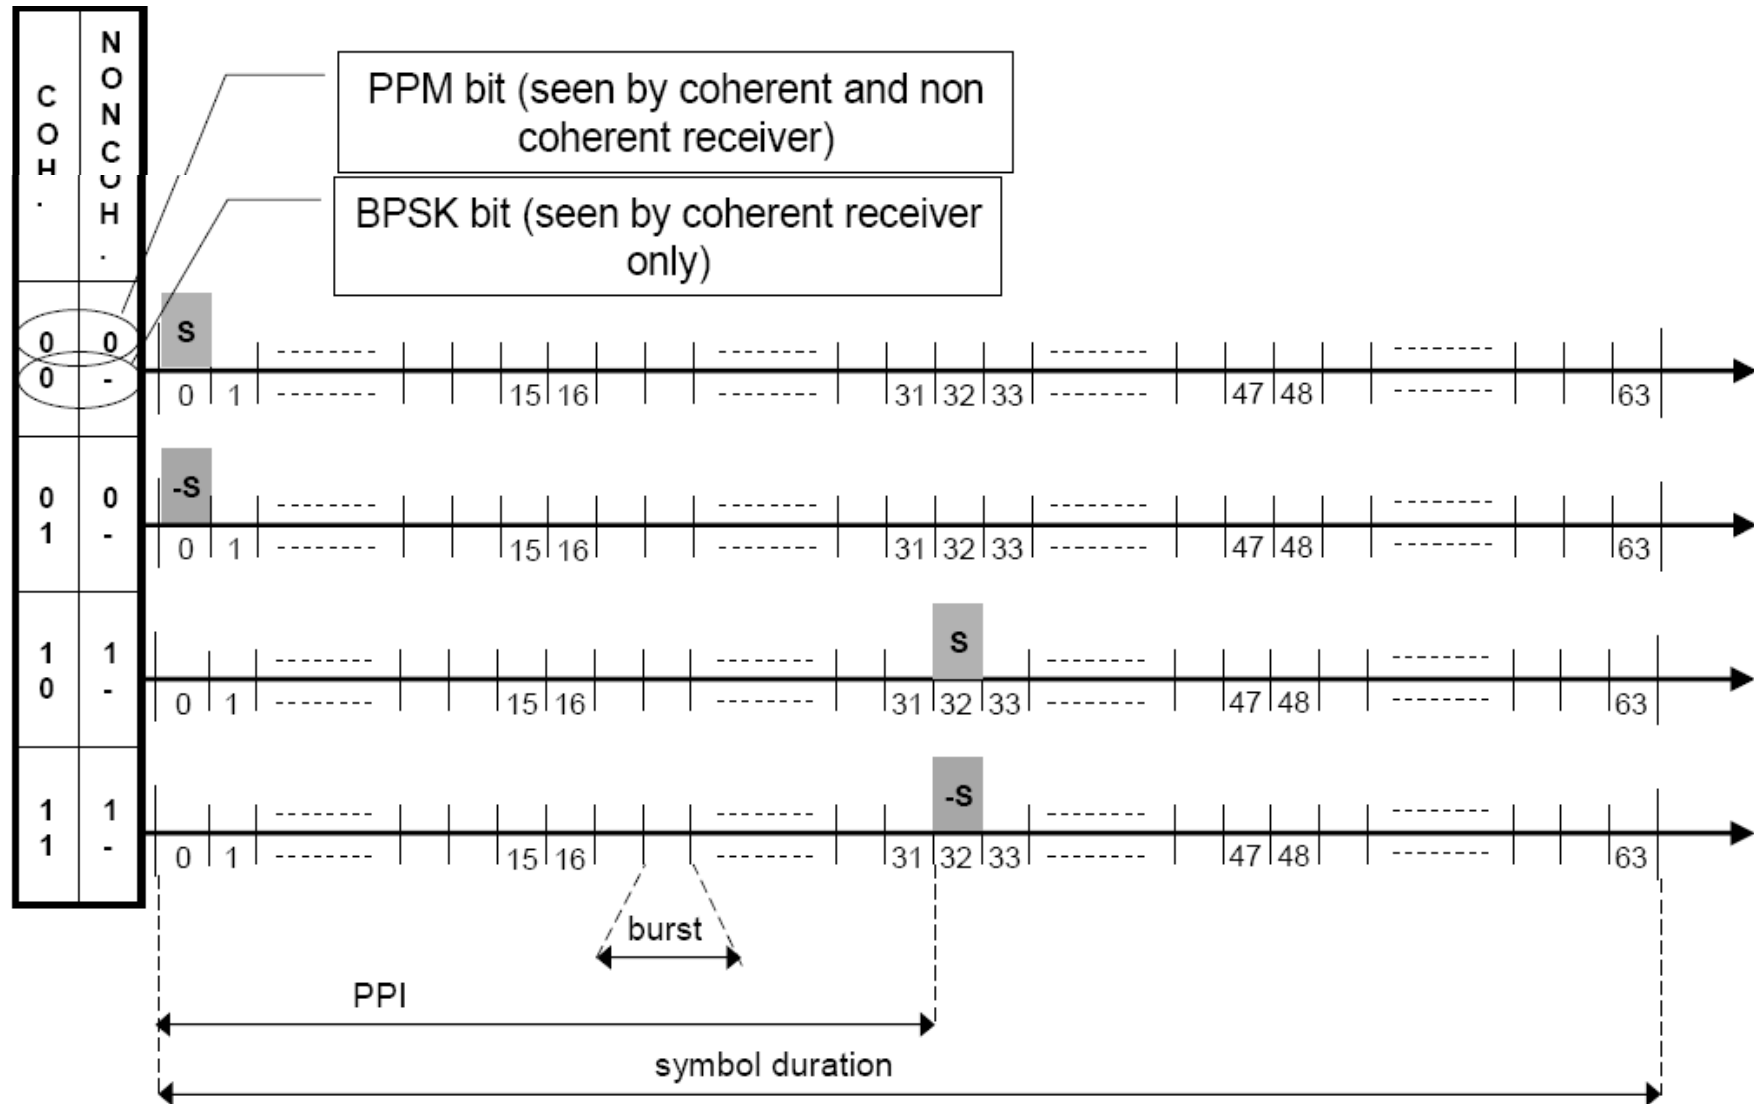 COH.
NONCOH.
PPM bit (seen by coherent and non
coherent receiver)
BPSK bit (seen by coherent receiver
only)
0 0
0 -
S
0 1 -------- 15 16 -------- 31 32 33 -------- 47 48 -------- 63
0 0
1 -
-S
0 1 -------- 15 16 -------- 31 32 33 -------- 47 48 -------- 63
1 1
0 -
S
0 1 -------- 15 16 -------- 31 32 33 -------- 47 48 -------- 63
1 1
1 -
-S
0 1 -------- 15 16 -------- 31 32 33 -------- 47 48 -------- 63
burst
PPI
symbol duration